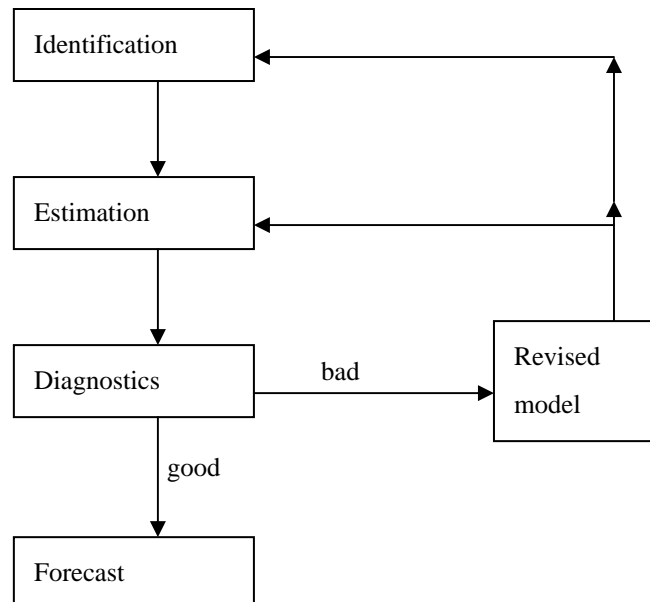 Identification
Estimation
Diagnostics
bad
Revised
model
good
Forecast